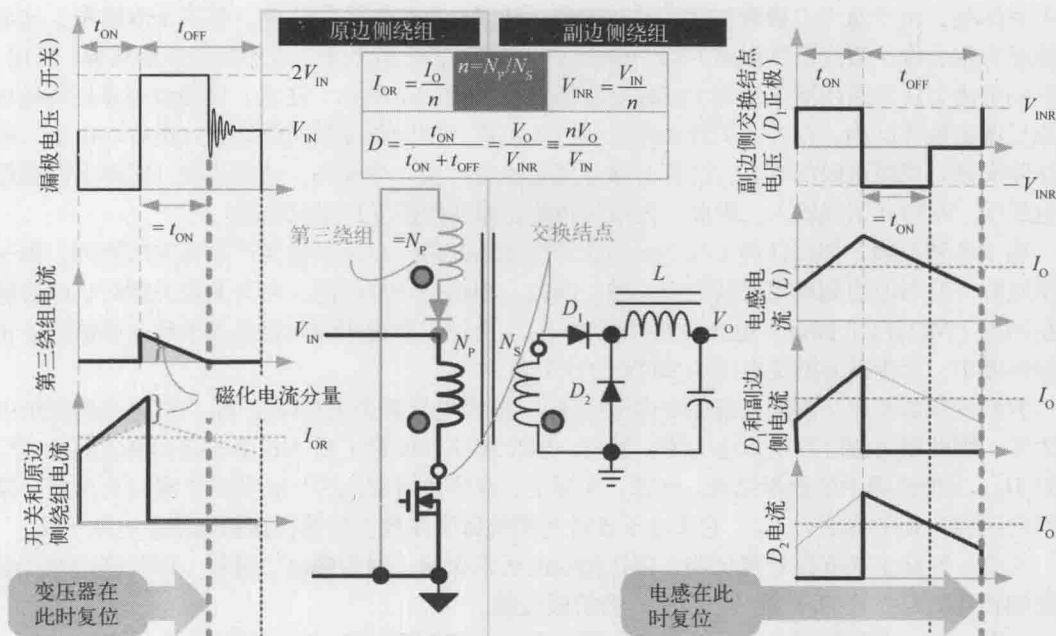 原边侧绕组
副边侧绕组
I_OR = I_O/n
n=N_P/N_S
V_INR = V_IN/n
D = t_ON/(t_ON + t_OFF) = V_O/V_INR ≡ nV_O/V_IN
漏极电压（开关）
t_ON
t_OFF
2V_IN
V_IN
= t_ON
第三绕组电流
磁化电流分量
开关和原边
侧绕组电流
I_OR
变压器在
此时复位
第三绕组
=N_P
交换结点
V_IN
N_P
N_S
D_1
D_2
L
副边侧交换结点
电压（D_1正极）
t_ON
t_OFF
V_INR
−V_INR
= t_ON
电感电
流（L）
I_O
D_1和副边
侧电流
I_O
I_O
电感在此
时复位